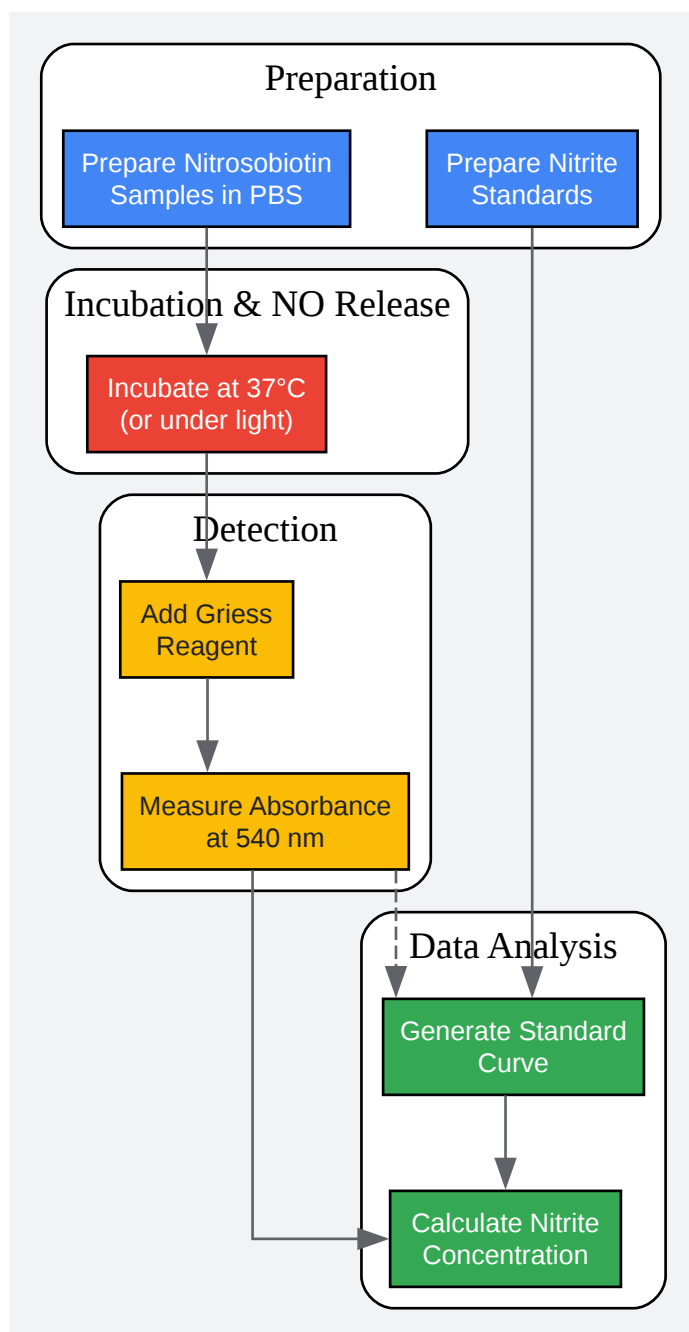 Preparation
Prepare Nitrosobiotin
Samples in PBS
Prepare Nitrite
Standards
Incubation & NO Release
Incubate at 37°C
(or under light)
Detection
Add Griess
Reagent
Measure Absorbance
at 540 nm
Data Analysis
Generate Standard
Curve
Calculate Nitrite
Concentration